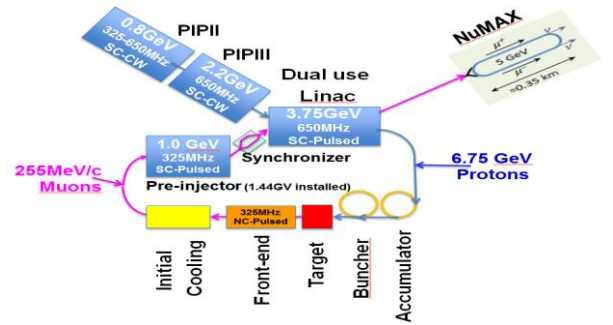 PIPII
0.8GeV
325-650MHz
SC-CW
PIPIII
2.2GeV
650MHz
SC-CW
Dual use
Linac
3.75GeV
650MHz
SC-Pulsed
NuMAX
μ+
ν
5 GeV
μ-
ν
≈0.35 km
1.0 GeV
325MHz
SC-Pulsed
Synchronizer
Pre-injector (1.44GV installed)
255MeV/c
Muons
6.75 GeV
Protons
325MHz
NC-Pulsed
Initial
Cooling
Front-end
Target
Buncher
Accumulator